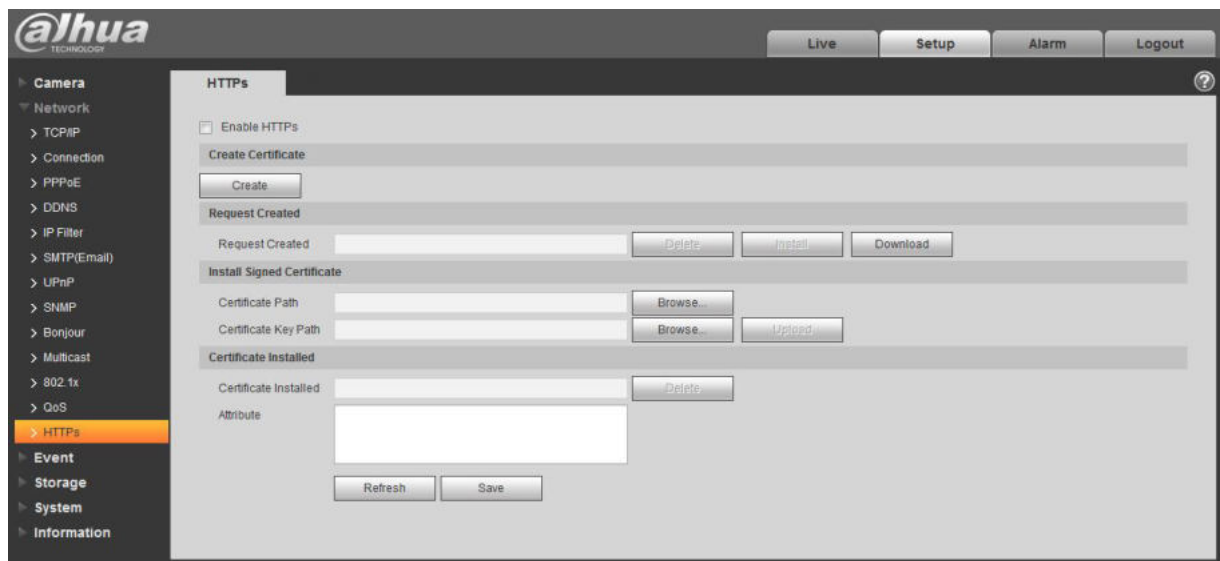 alhua
TECHNOLOGY
Live Setup Alarm Logout
Camera
Network
TCP/IP
Connection
PPPoE
DDNS
IP Filter
SMTP(Email)
UPnP
SNMP
Bonjour
Multicast
802.1x
QoS
HTTPs
Event
Storage
System
Information
HTTPs ?
Enable HTTPs
Create Certificate
Create
Request Created
Request Created Delete Install Download
Install Signed Certificate
Certificate Path Browse...
Certificate Key Path Browse... Upload
Certificate Installed
Certificate Installed Delete
Attribute
Refresh Save